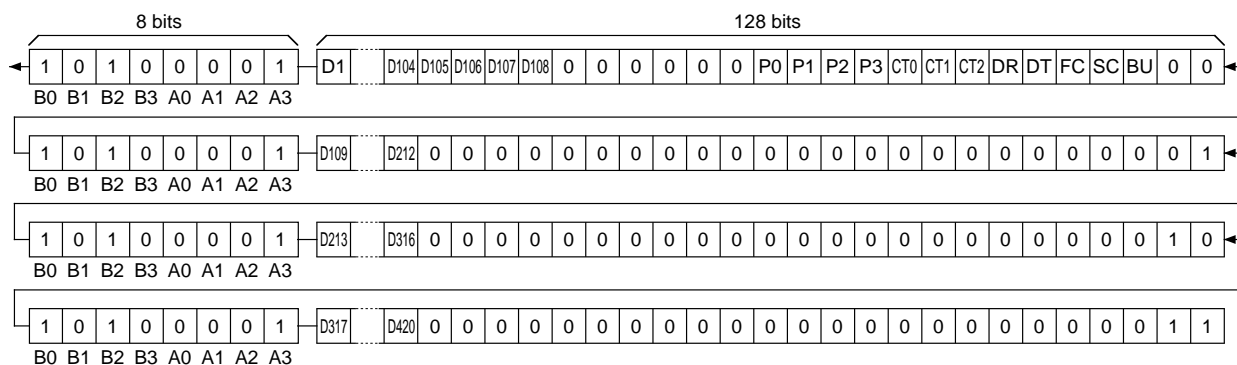 8 bits 128 bits
1 0 1 0 0 0 0 1 D1 D104 D105 D106 D107 D108 0 0 0 0 0 0 P0 P1 P2 P3 CT0 CT1 CT2 DR DT FC SC BU 0 0
B0 B1 B2 B3 A0 A1 A2 A3
1 0 1 0 0 0 0 1 D109 D212 0 0 0 0 0 0 0 0 0 0 0 0 0 0 0 0 0 0 0 0 0 0 0 1
B0 B1 B2 B3 A0 A1 A2 A3
1 0 1 0 0 0 0 1 D213 D316 0 0 0 0 0 0 0 0 0 0 0 0 0 0 0 0 0 0 0 0 0 0 1 0
B0 B1 B2 B3 A0 A1 A2 A3
1 0 1 0 0 0 0 1 D317 D420 0 0 0 0 0 0 0 0 0 0 0 0 0 0 0 0 0 0 0 0 0 0 1 1
B0 B1 B2 B3 A0 A1 A2 A3